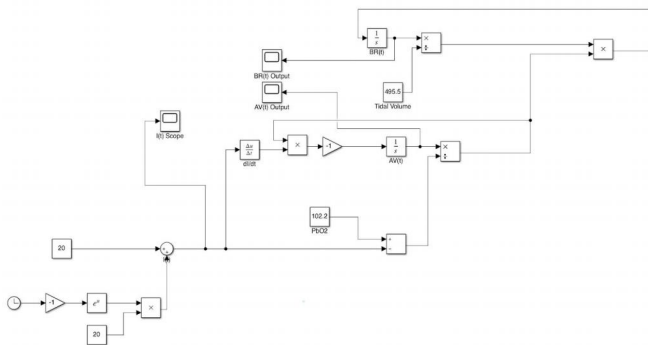 1
s
BR(t)
×
÷
×
BR(t) Output
495.5
Tidal Volume
AV(t) Output
I(t) Scope
Δu
Δt
dI/dt
×
-1
1
s
AV(t)
×
÷
102.2
PbO2
+
−
20
-1
eᵘ
×
20